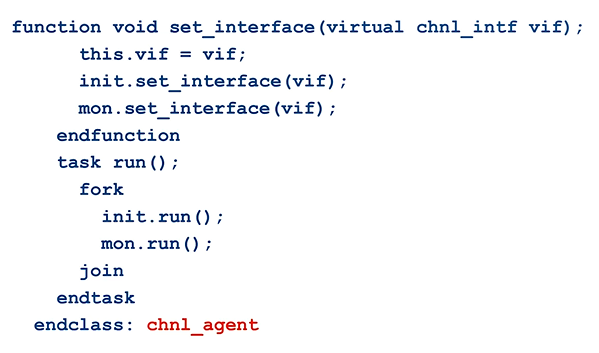 function void set_interface(virtual chnl_intf vif);
this.vif = vif;
init.set_interface(vif);
mon.set_interface(vif);
endfunction
task run();
fork
init.run();
mon.run();
join
endtask
endclass: chnl_agent